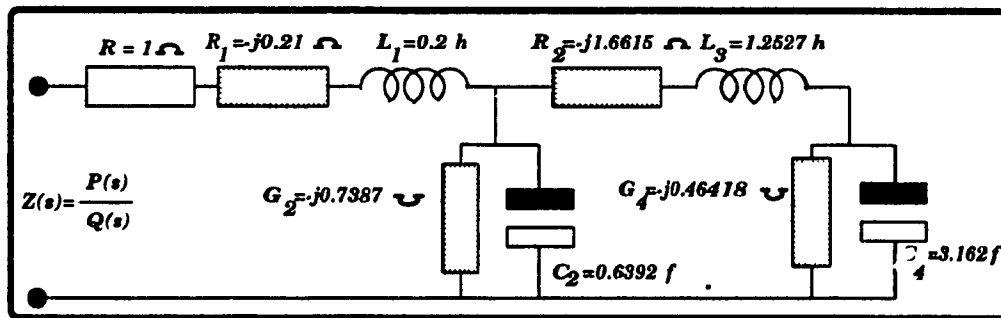 R = 1 Ω
R1=-j0.21 Ω
L1=0.2 h
R2=-j1.6615 Ω
L3=1.2527 h
Z(s)= P(s)/Q(s)
G2=-j0.7387 ℧
C2=0.6392 f
G4=-j0.46418 ℧
C4=3.162 f